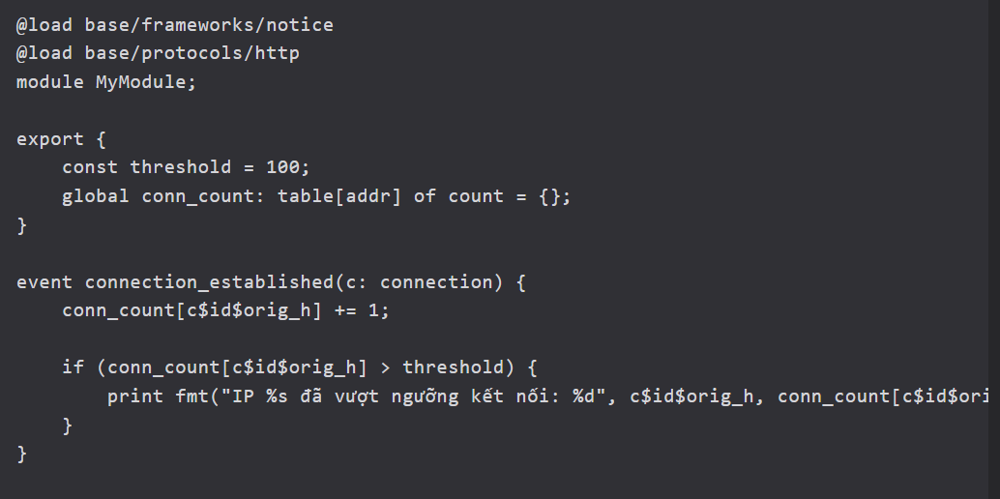 @load base/frameworks/notice
@load base/protocols/http
module MyModule;
export {
    const threshold = 100;
    global conn_count: table[addr] of count = {};
}
event connection_established(c: connection) {
    conn_count[c$id$orig_h] += 1;
    if (conn_count[c$id$orig_h] > threshold) {
        print fmt("IP %s đã vượt ngưỡng kết nối: %d", c$id$orig_h, conn_count[c$id$ori
    }
}